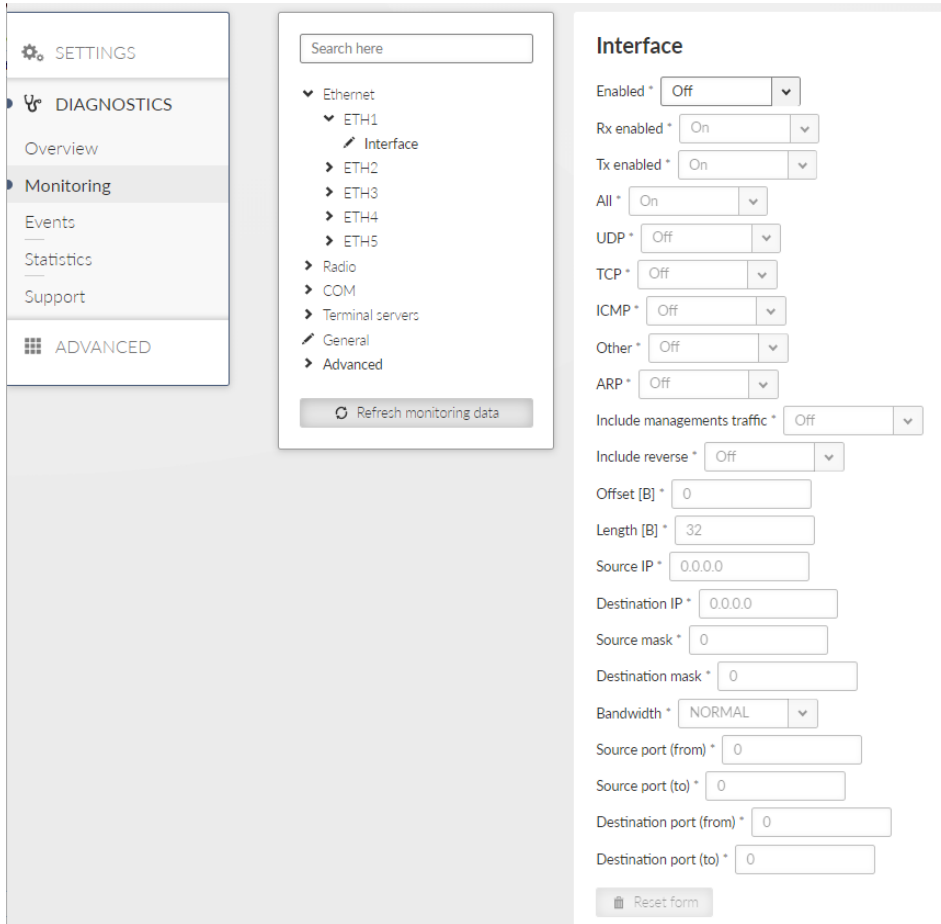 SETTINGS
DIAGNOSTICS
Overview
Monitoring
Events
Statistics
Support
ADVANCED
Search here
Ethernet
ETH1
Interface
ETH2
ETH3
ETH4
ETH5
Radio
COM
Terminal servers
General
Advanced
Refresh monitoring data
Interface
Enabled * Off
Rx enabled * On
Tx enabled * On
All * On
UDP * Off
TCP * Off
ICMP * Off
Other * Off
ARP * Off
Include managements traffic * Off
Include reverse * Off
Offset [B] * 0
Length [B] * 32
Source IP * 0.0.0.0
Destination IP * 0.0.0.0
Source mask * 0
Destination mask * 0
Bandwidth * NORMAL
Source port (from) * 0
Source port (to) * 0
Destination port (from) * 0
Destination port (to) * 0
Reset form